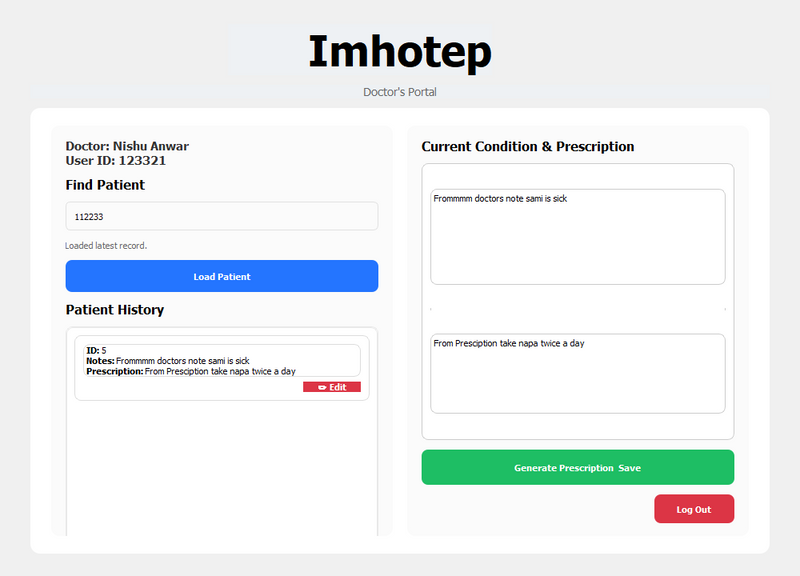 Imhotep
Doctor's Portal
Doctor: Nishu Anwar
User ID: 123321
Find Patient
112233
Loaded latest record.
Load Patient
Patient History
ID: 5
Notes: Frommmm doctors note sami is sick
Prescription: From Presciption take napa twice a day
Edit
Current Condition & Prescription
Frommmm doctors note sami is sick
From Presciption take napa twice a day
Generate Prescription  Save
Log Out